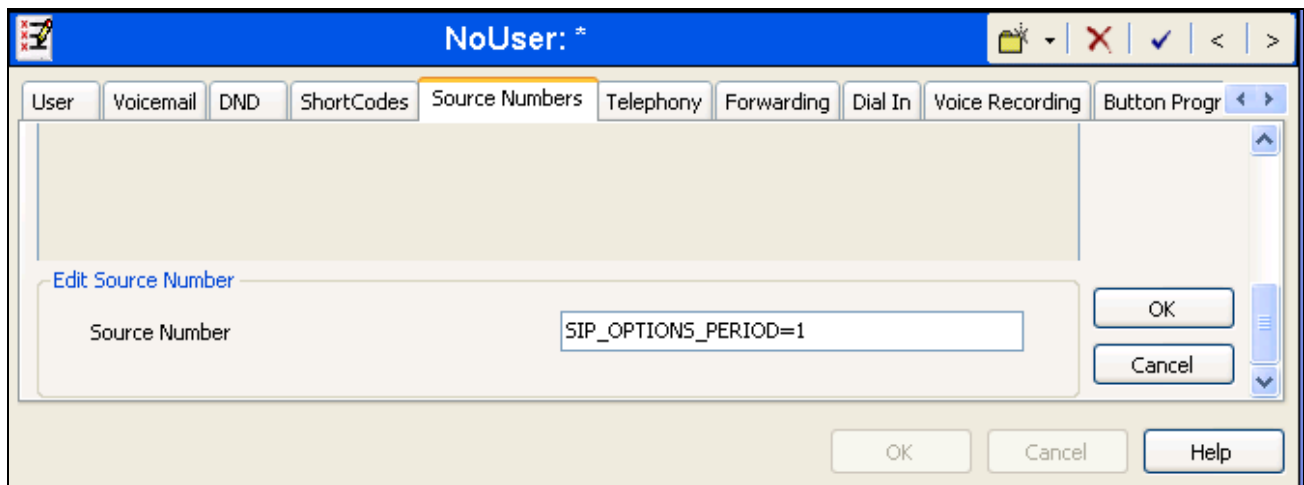 NoUser: * < >
User Voicemail DND ShortCodes Source Numbers Telephony Forwarding Dial In Voice Recording Button Progr
Edit Source Number
Source Number SIP_OPTIONS_PERIOD=1
OK
Cancel
OK Cancel Help